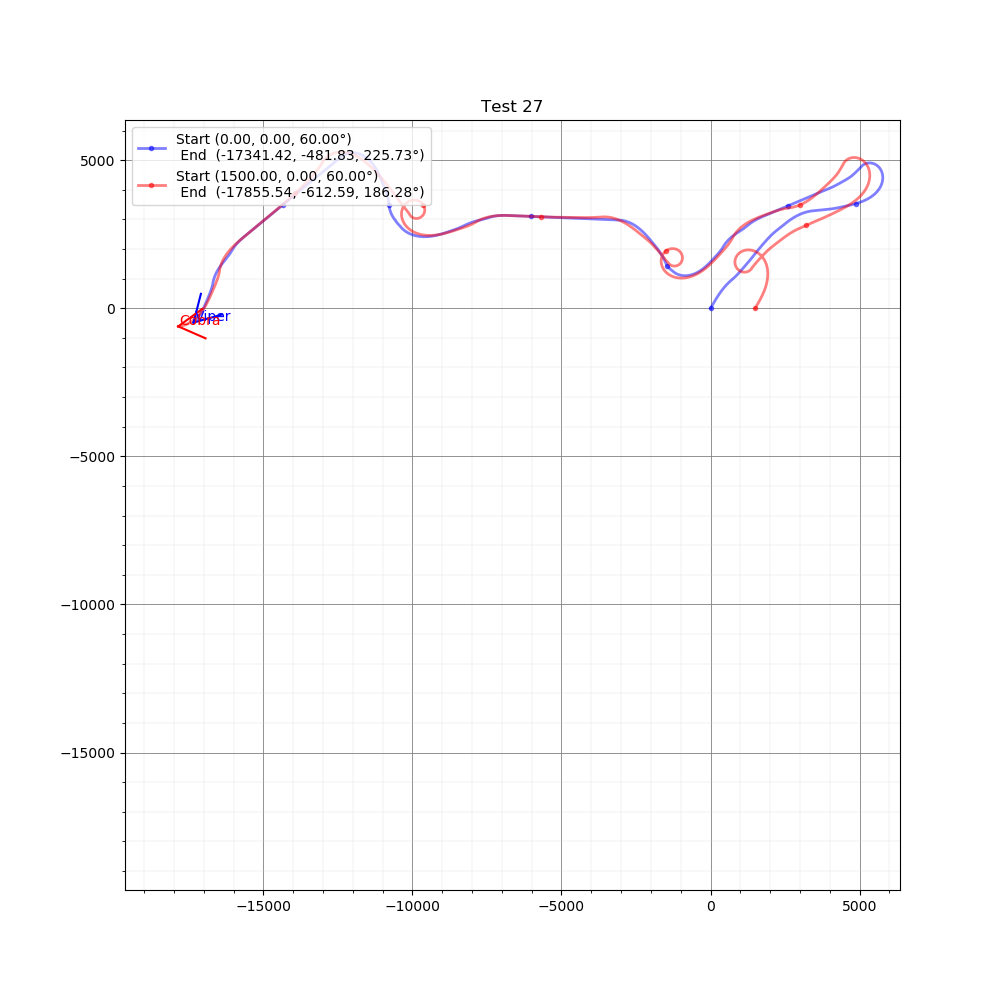 Test 27
Start (0.00, 0.00, 60.00°)
End (-17341.42, -481.83, 225.73°)
Start (1500.00, 0.00, 60.00°)
End (-17855.54, -612.59, 186.28°)
5000
0
−5000
−10000
−15000
Viper
Cobra
−15000 −10000 −5000 0 5000